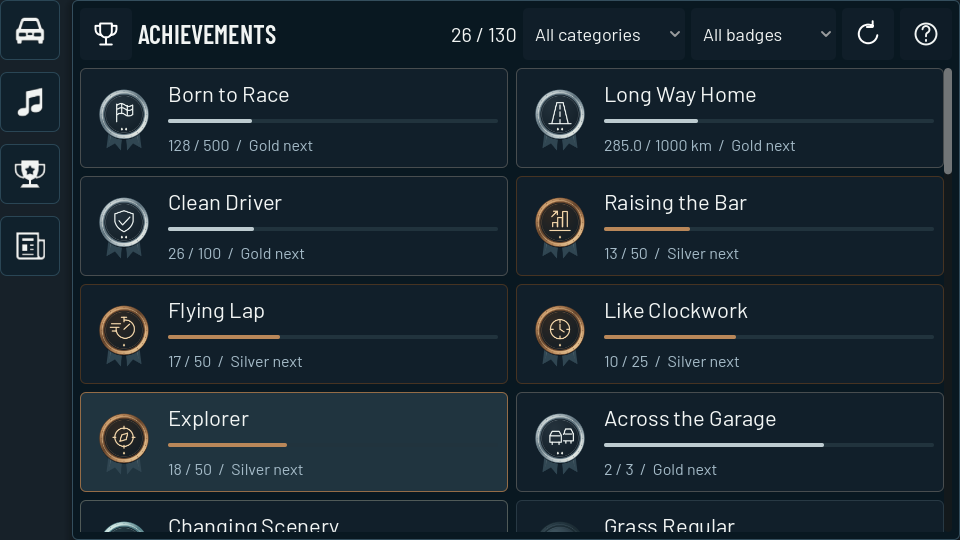 ACHIEVEMENTS
26 / 130
All categories
All badges
Born to Race
128 / 500 / Gold next
Long Way Home
285.0 / 1000 km / Gold next
Clean Driver
26 / 100 / Gold next
Raising the Bar
13 / 50 / Silver next
Flying Lap
17 / 50 / Silver next
Like Clockwork
10 / 25 / Silver next
Explorer
18 / 50 / Silver next
Across the Garage
2 / 3 / Gold next
Changing Scenery
Grass Regular